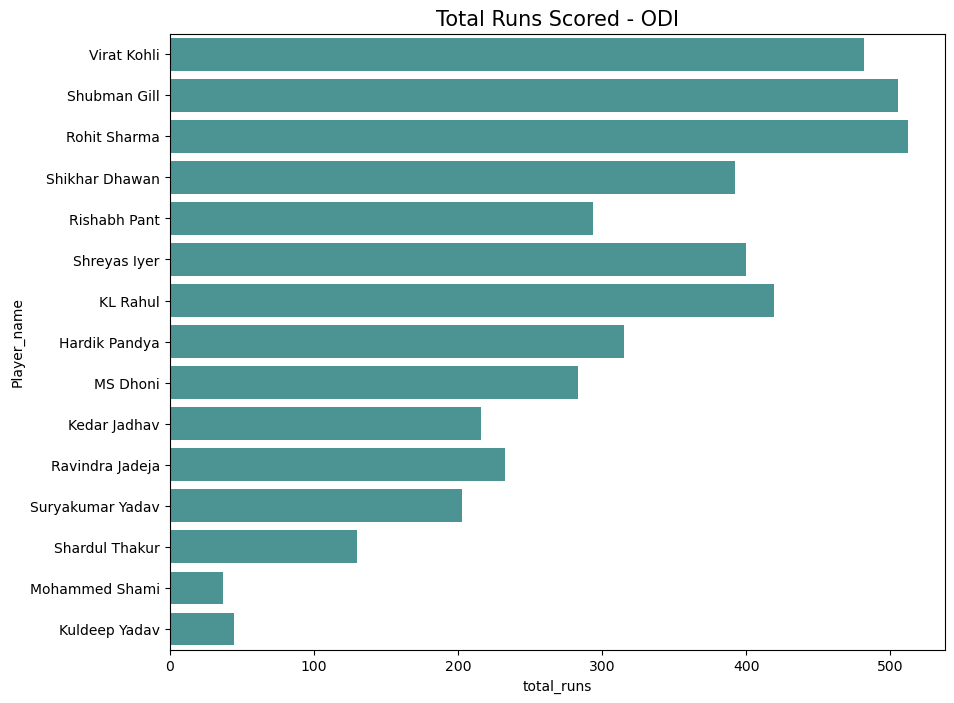 Total Runs Scored - ODI
Player_name
Virat Kohli
Shubman Gill
Rohit Sharma
Shikhar Dhawan
Rishabh Pant
Shreyas Iyer
KL Rahul
Hardik Pandya
MS Dhoni
Kedar Jadhav
Ravindra Jadeja
Suryakumar Yadav
Shardul Thakur
Mohammed Shami
Kuldeep Yadav
0 100 200 300 400 500
total_runs